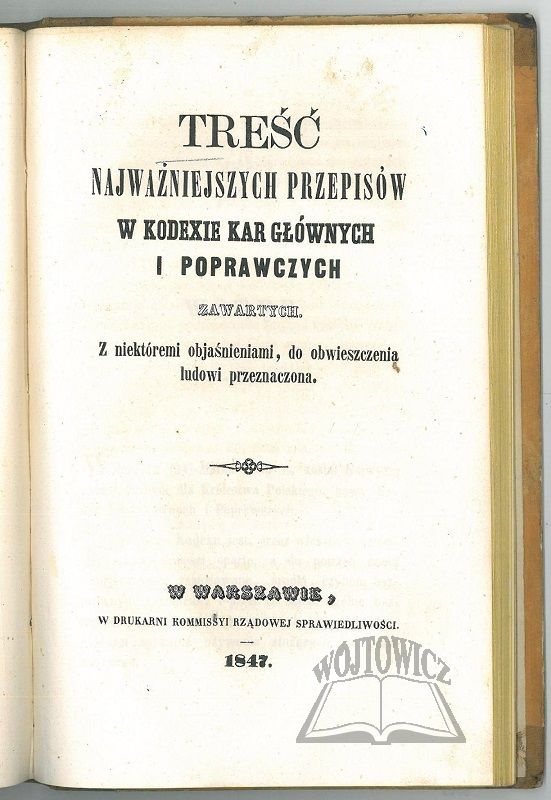 TREŚĆ
NAJWAŻNIEJSZYCH PRZEPISÓW
W KODEXIE KAR GŁÓWNYCH
I POPRAWCZYCH
ZAWARTYCH.
Z niektóremi objaśnieniami, do obwieszczenia
ludowi przeznaczona.
W WARSZAWIE,
W DRUKARNI KOMMISSYI RZĄDOWEJ SPRAWIEDLIWOŚCI.
1847.
WÓJTOWICZ